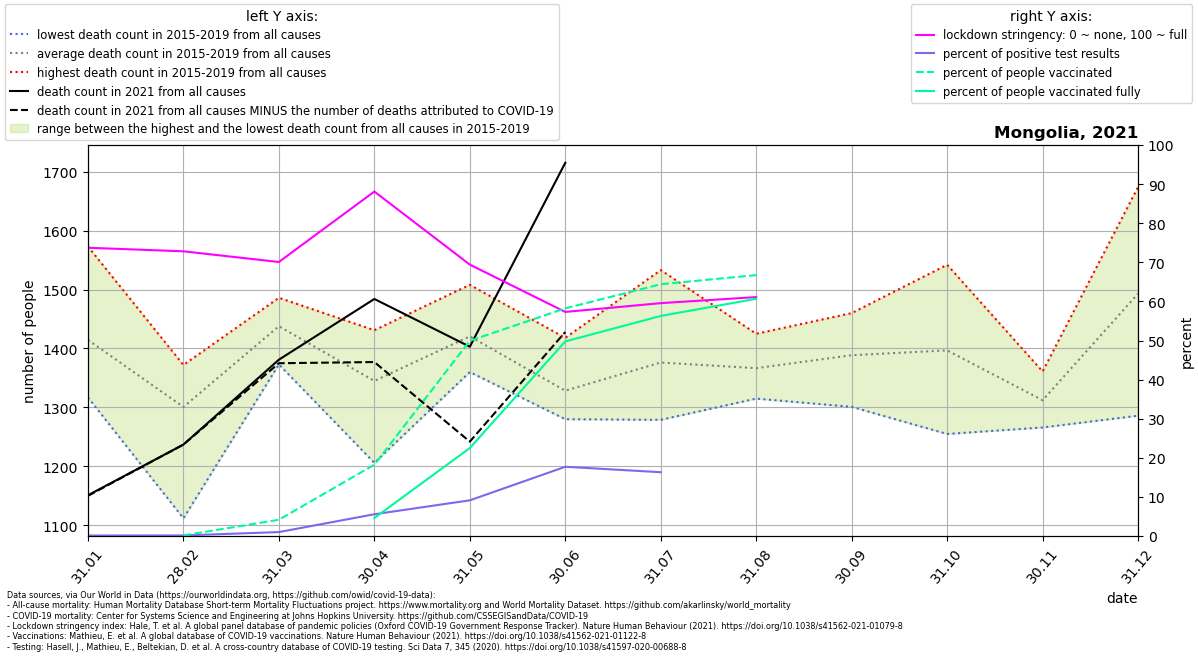 left Y axis:
lowest death count in 2015-2019 from all causes
average death count in 2015-2019 from all causes
highest death count in 2015-2019 from all causes
death count in 2021 from all causes
death count in 2021 from all causes MINUS the number of deaths attributed to COVID-19
range between the highest and the lowest death count from all causes in 2015-2019
right Y axis:
lockdown stringency: 0 ~ none, 100 ~ full
percent of positive test results
percent of people vaccinated
percent of people vaccinated fully
Mongolia, 2021
number of people
1700
1600
1500
1400
1300
1200
1100
100
90
80
70
60
50
40
30
20
10
0
percent
31.01
28.02
31.03
30.04
31.05
30.06
31.07
31.08
30.09
31.10
30.11
31.12
date
Data sources, via Our World in Data (https://ourworldindata.org, https://github.com/owid/covid-19-data):
- All-cause mortality: Human Mortality Database Short-term Mortality Fluctuations project. https://www.mortality.org and World Mortality Dataset. https://github.com/akarlinsky/world_mortality
- COVID-19 mortality: Center for Systems Science and Engineering at Johns Hopkins University. https://github.com/CSSEGISandData/COVID-19
- Lockdown stringency index: Hale, T. et al. A global panel database of pandemic policies (Oxford COVID-19 Government Response Tracker). Nature Human Behaviour (2021). https://doi.org/10.1038/s41562-021-01079-8
- Vaccinations: Mathieu, E. et al. A global database of COVID-19 vaccinations. Nature Human Behaviour (2021). https://doi.org/10.1038/s41562-021-01122-8
- Testing: Hasell, J., Mathieu, E., Beltekian, D. et al. A cross-country database of COVID-19 testing. Sci Data 7, 345 (2020). https://doi.org/10.1038/s41597-020-00688-8